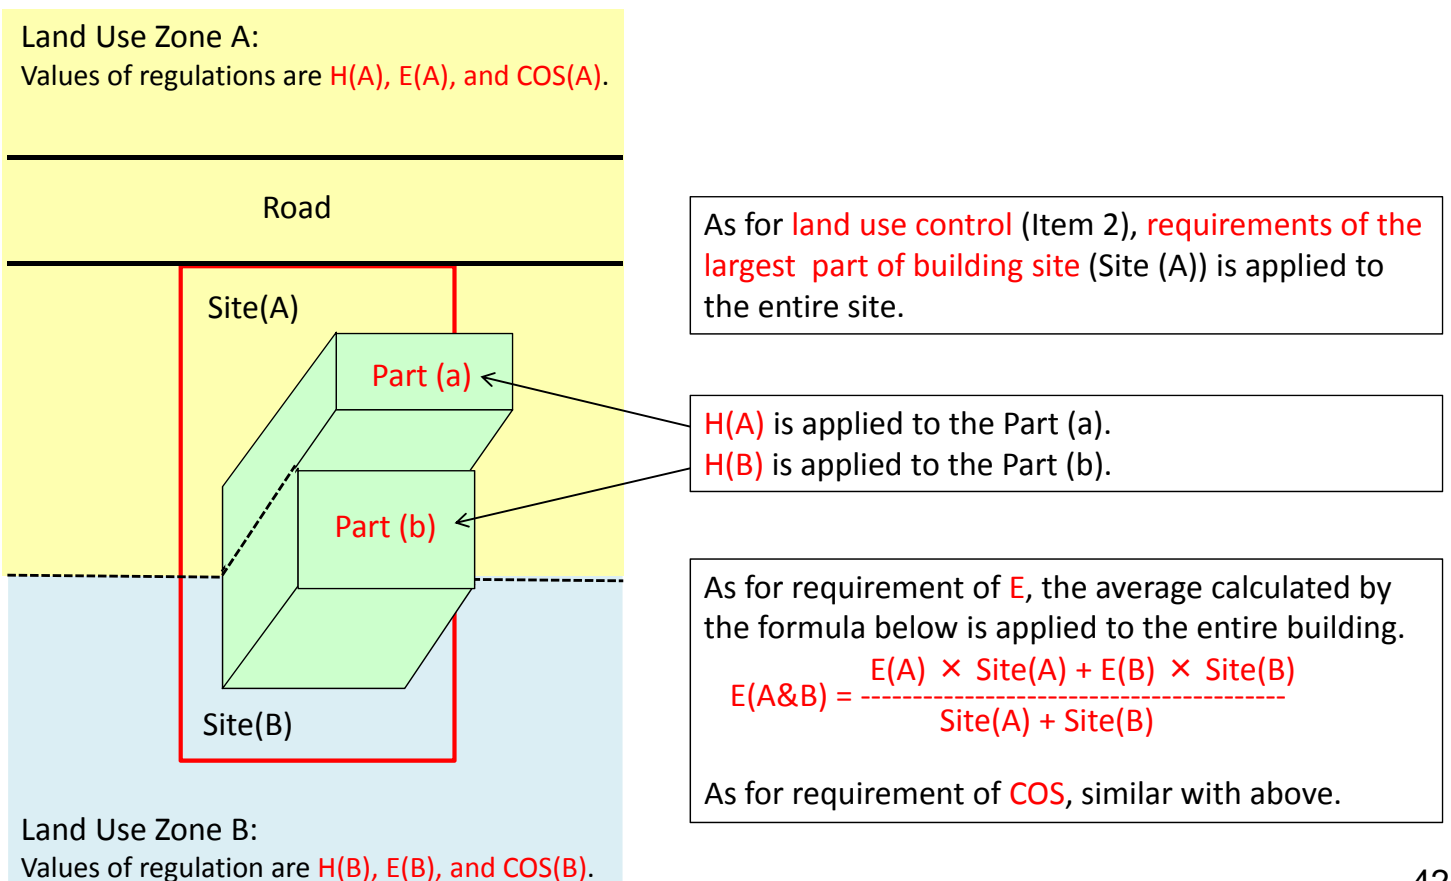 Land Use Zone A:
Values of regulations are H(A), E(A), and COS(A).
Road
Site(A)
Part (a)
Part (b)
Site(B)
Land Use Zone B:
Values of regulation are H(B), E(B), and COS(B).
As for land use control (Item 2), requirements of the
largest part of building site (Site (A)) is applied to
the entire site.
H(A) is applied to the Part (a).
H(B) is applied to the Part (b).
As for requirement of E, the average calculated by
the formula below is applied to the entire building.
E(A) × Site(A) + E(B) × Site(B)
E(A&B) = -----------------------------------------
Site(A) + Site(B)
As for requirement of COS, similar with above.